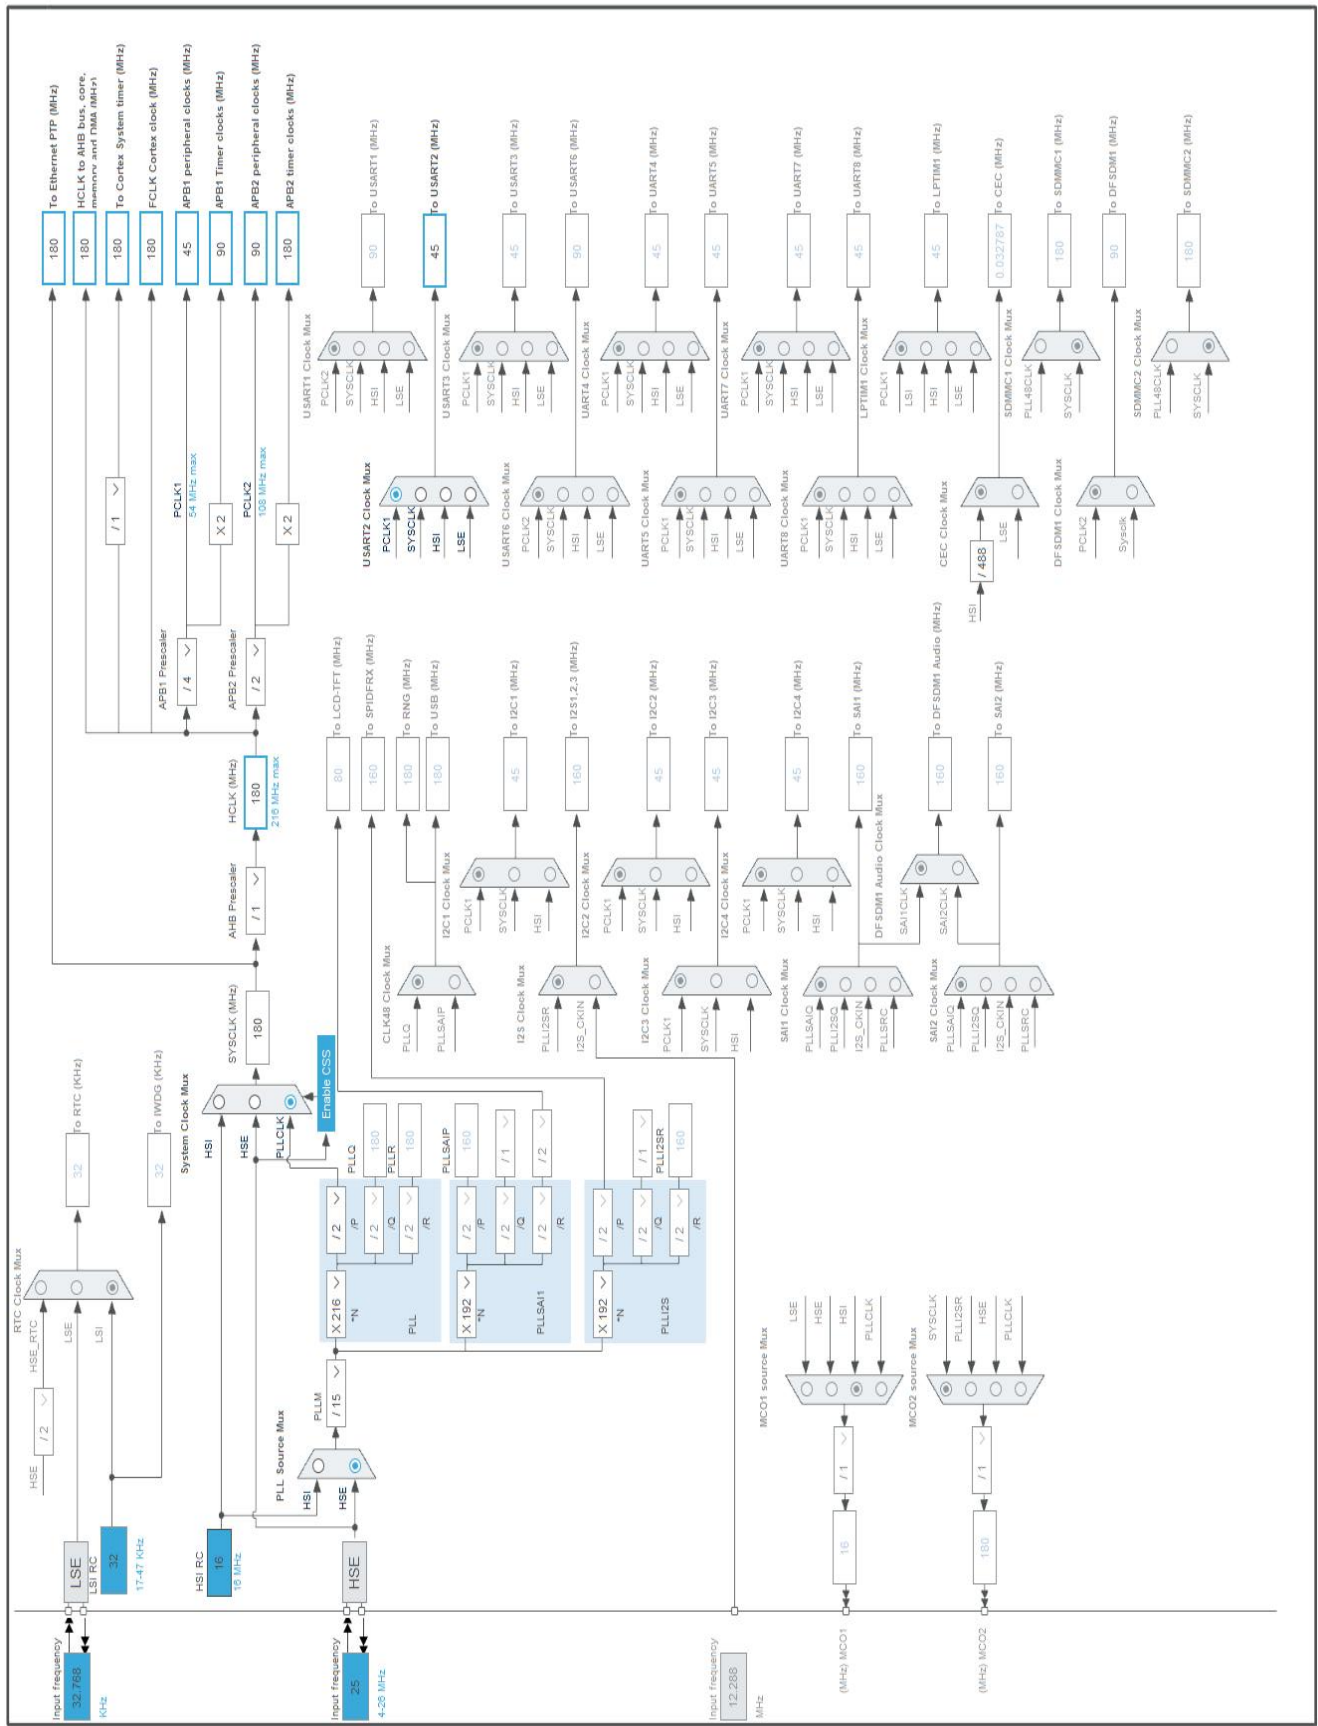 Input frequency
32.768
KHz
LSE
LSI RC
32
17-47 KHz
HSE
/ 2
HSE_RTC
LSE
LSI
RTC Clock Mux
32
To RTC (KHz)
32
To IWDG (KHz)
HSI RC
16
16 MHz
Input frequency
25
4-26 MHz
HSE
PLL Source Mux
HSI
HSE
PLLM
/ 15
System Clock Mux
HSI
HSE
PLLCLK
Enable CSS
SYSCLK (MHz)
180
AHB Prescaler
/ 1
HCLK (MHz)
180
216 MHz max
APB1 Prescaler
/ 4
APB2 Prescaler
/ 2
/ 1
PCLK1
54 MHz max
X 2
PCLK2
108 MHz max
X 2
180
To Ethernet PTP (MHz)
180
HCLK to AHB bus, core,
memory and DMA (MHz)
180
To Cortex System timer (MHz)
180
FCLK Cortex clock (MHz)
45
APB1 peripheral clocks (MHz)
90
APB1 Timer clocks (MHz)
90
APB2 peripheral clocks (MHz)
180
APB2 timer clocks (MHz)
X 216
*N
PLL
/ 2
/P
/ 2
/Q
/ 2
/R
PLLQ
180
PLLR
180
X 192
*N
PLLSAI1
/ 2
/P
/ 2
/Q
/ 2
/R
PLLSAIP
160
/ 1
/ 2
X 192
*N
PLLI2S
/ 2
/P
/ 2
/Q
/ 2
/R
/ 1
PLLI2SR
160
80
To LCD-TFT (MHz)
160
To SPIDFRX (MHz)
180
To RNG (MHz)
180
To USB (MHz)
CLK48 Clock Mux
PLLQ
PLLSAIP
I2C1 Clock Mux
PCLK1
SYSCLK
HSI
45
To I2C1 (MHz)
I2S Clock Mux
PLLI2SR
I2S_CKIN
160
To I2S1,2,3 (MHz)
I2C2 Clock Mux
PCLK1
SYSCLK
HSI
45
To I2C2 (MHz)
I2C3 Clock Mux
PCLK1
SYSCLK
HSI
45
To I2C3 (MHz)
I2C4 Clock Mux
PCLK1
SYSCLK
HSI
45
To I2C4 (MHz)
SAI1 Clock Mux
PLLSAIQ
PLLI2SQ
I2S_CKIN
PLLSRC
160
To SAI1 (MHz)
DFSDM1 Audio Clock Mux
SAI1CLK
SAI2CLK
160
To DFSDM1 Audio (MHz)
SAI2 Clock Mux
PLLSAIQ
PLLI2SQ
I2S_CKIN
PLLSRC
160
To SAI2 (MHz)
USART1 Clock Mux
PCLK2
SYSCLK
HSI
LSE
90
To USART1 (MHz)
USART2 Clock Mux
PCLK1
SYSCLK
HSI
LSE
45
To USART2 (MHz)
USART3 Clock Mux
PCLK1
SYSCLK
HSI
LSE
45
To USART3 (MHz)
USART6 Clock Mux
PCLK2
SYSCLK
HSI
LSE
90
To USART6 (MHz)
UART4 Clock Mux
PCLK1
SYSCLK
HSI
LSE
45
To UART4 (MHz)
UART5 Clock Mux
PCLK1
SYSCLK
HSI
LSE
45
To UART5 (MHz)
UART7 Clock Mux
PCLK1
SYSCLK
HSI
LSE
45
To UART7 (MHz)
UART8 Clock Mux
PCLK1
SYSCLK
HSI
LSE
45
To UART8 (MHz)
LPTIM1 Clock Mux
PCLK1
LSI
HSI
LSE
45
To LPTIM1 (MHz)
CEC Clock Mux
HSI
/ 488
LSE
0.032787
To CEC (MHz)
SDMMC1 Clock Mux
PLL48CLK
SYSCLK
180
To SDMMC1 (MHz)
DFSDM1 Clock Mux
PCLK2
Sysclk
90
To DFSDM1 (MHz)
SDMMC2 Clock Mux
PLL48CLK
SYSCLK
180
To SDMMC2 (MHz)
Input frequency
12.288
MHz
MCO1 source Mux
LSE
HSE
HSI
PLLCLK
/ 1
16
(MHz) MCO1
MCO2 source Mux
SYSCLK
PLLI2SR
HSE
PLLCLK
/ 1
180
(MHz) MCO2